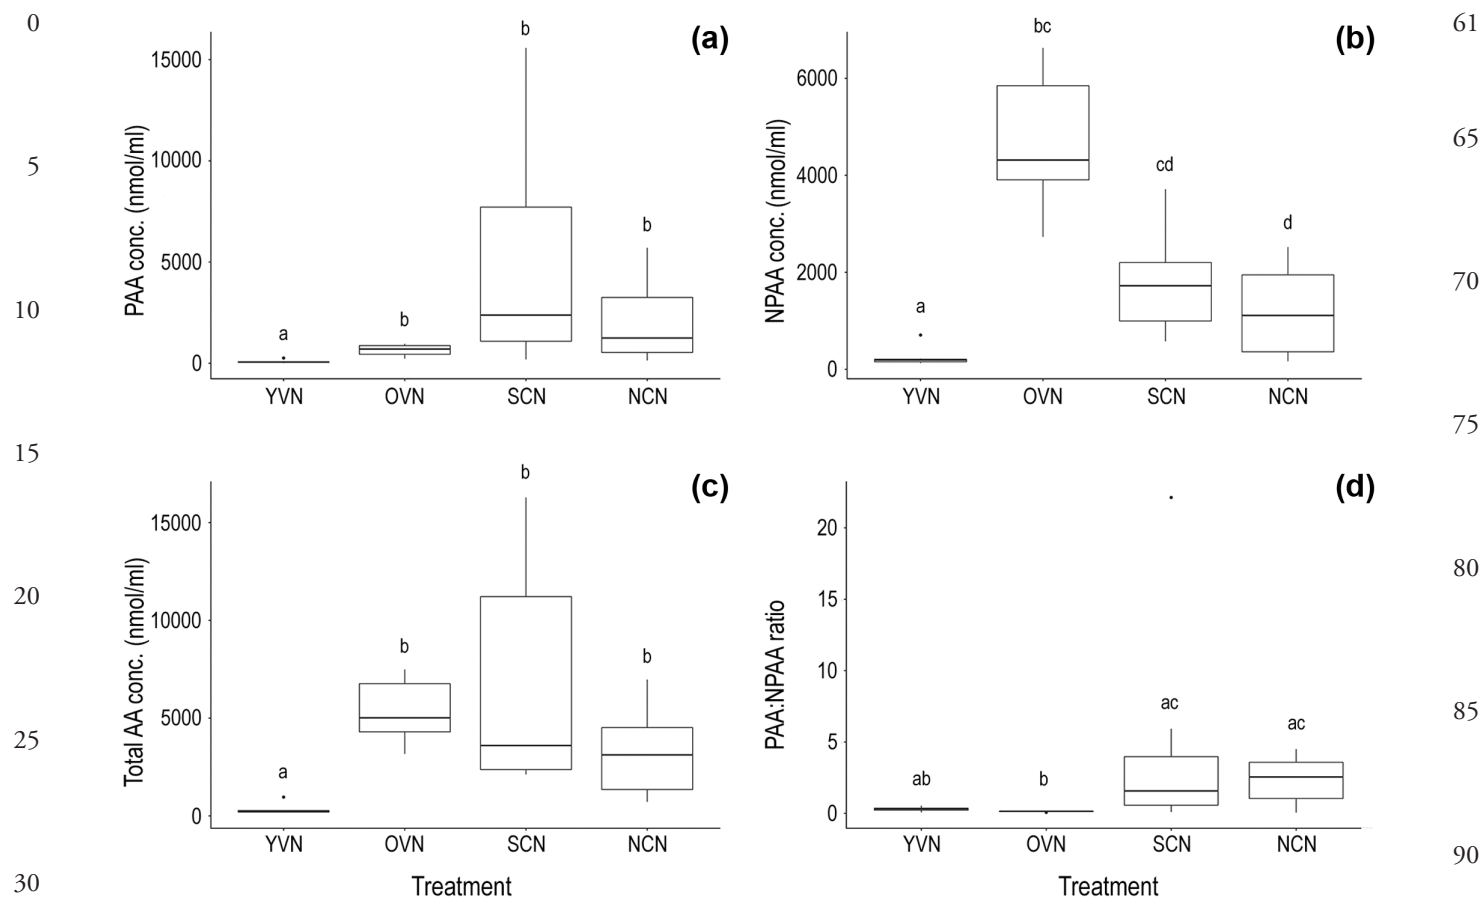 0
5
10
15
20
25
30
61
65
70
75
80
85
90
(a)
PAA conc. (nmol/ml)
15000
10000
5000
0
a
b
b
b
YVN OVN SCN NCN
(b)
NPAA conc. (nmol/ml)
6000
4000
2000
0
a
bc
cd
d
YVN OVN SCN NCN
(c)
Total AA conc. (nmol/ml)
15000
10000
5000
0
a
b
b
b
YVN OVN SCN NCN
Treatment
(d)
PAA:NPAA ratio
20
15
10
5
0
ab
b
ac
ac
YVN OVN SCN NCN
Treatment